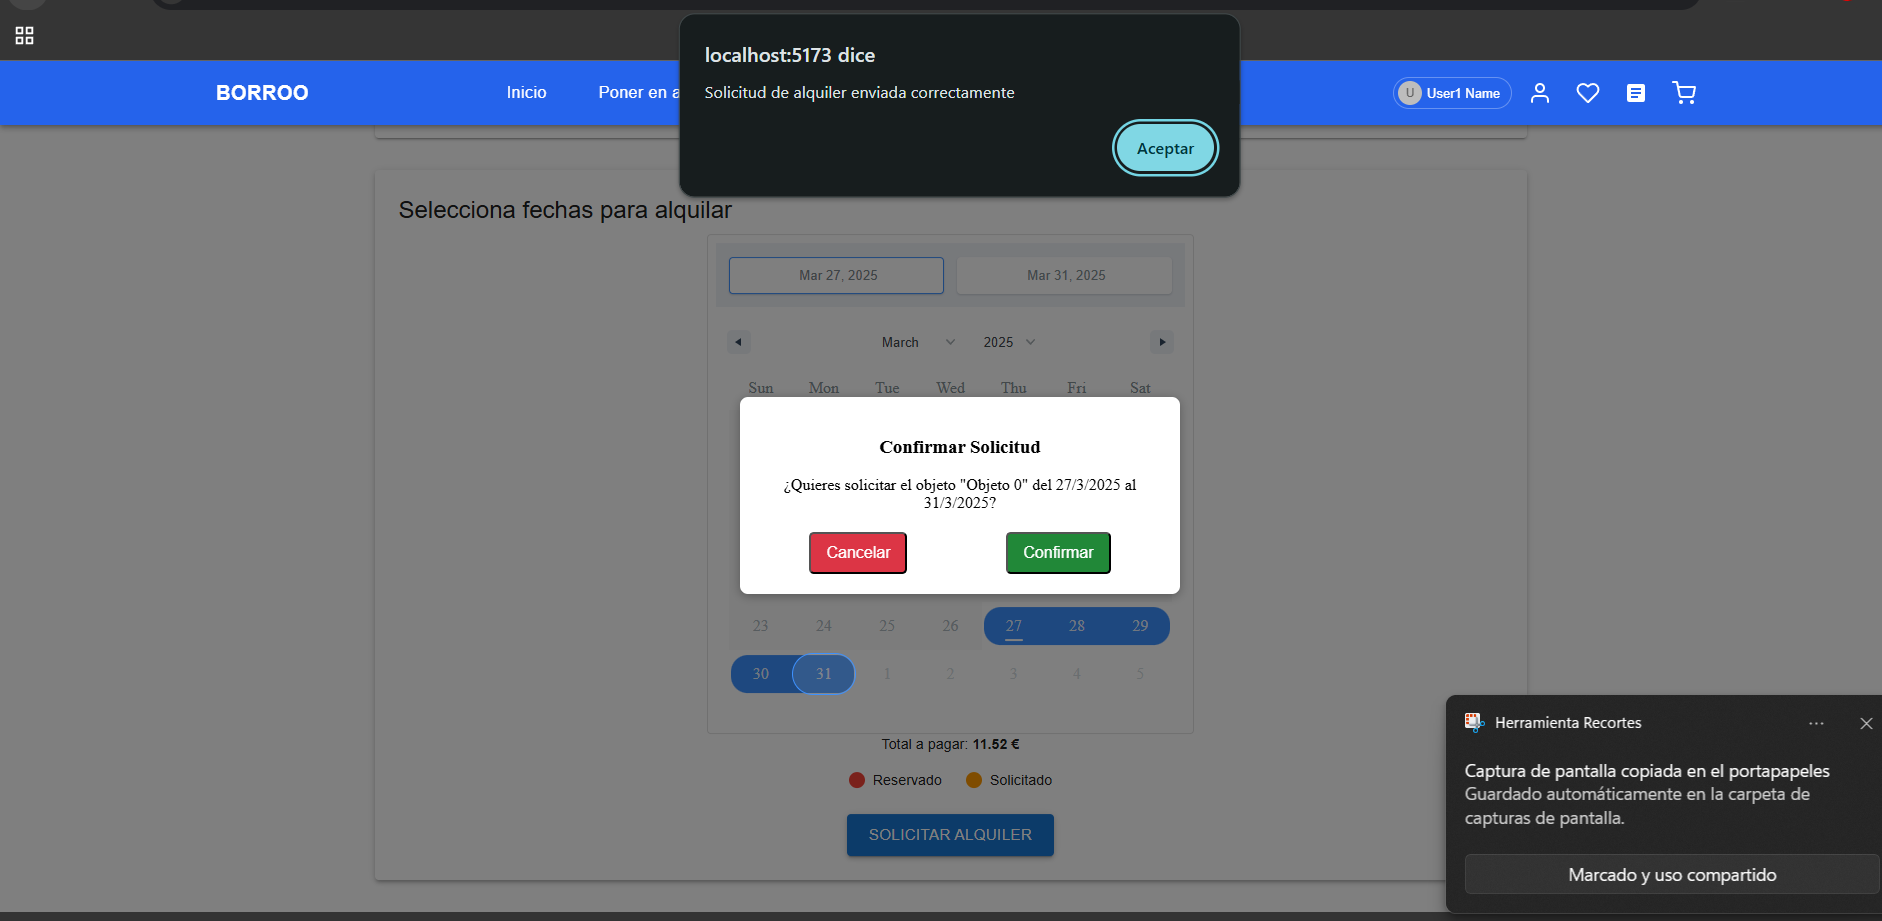 localhost:5173 dice
Solicitud de alquiler enviada correctamente
Aceptar
BORROO
Inicio
Poner en a
U
User1 Name
Selecciona fechas para alquilar
Mar 27, 2025
Mar 31, 2025
March
2025
Sun Mon Tue Wed Thu Fri Sat
Confirmar Solicitud
¿Quieres solicitar el objeto "Objeto 0" del 27/3/2025 al
31/3/2025?
Cancelar
Confirmar
23 24 25 26 27 28 29
30 31 1 2 3 4 5
Total a pagar: 11.52 €
Reservado
Solicitado
SOLICITAR ALQUILER
Herramienta Recortes
Captura de pantalla copiada en el portapapeles
Guardado automáticamente en la carpeta de
capturas de pantalla.
Marcado y uso compartido